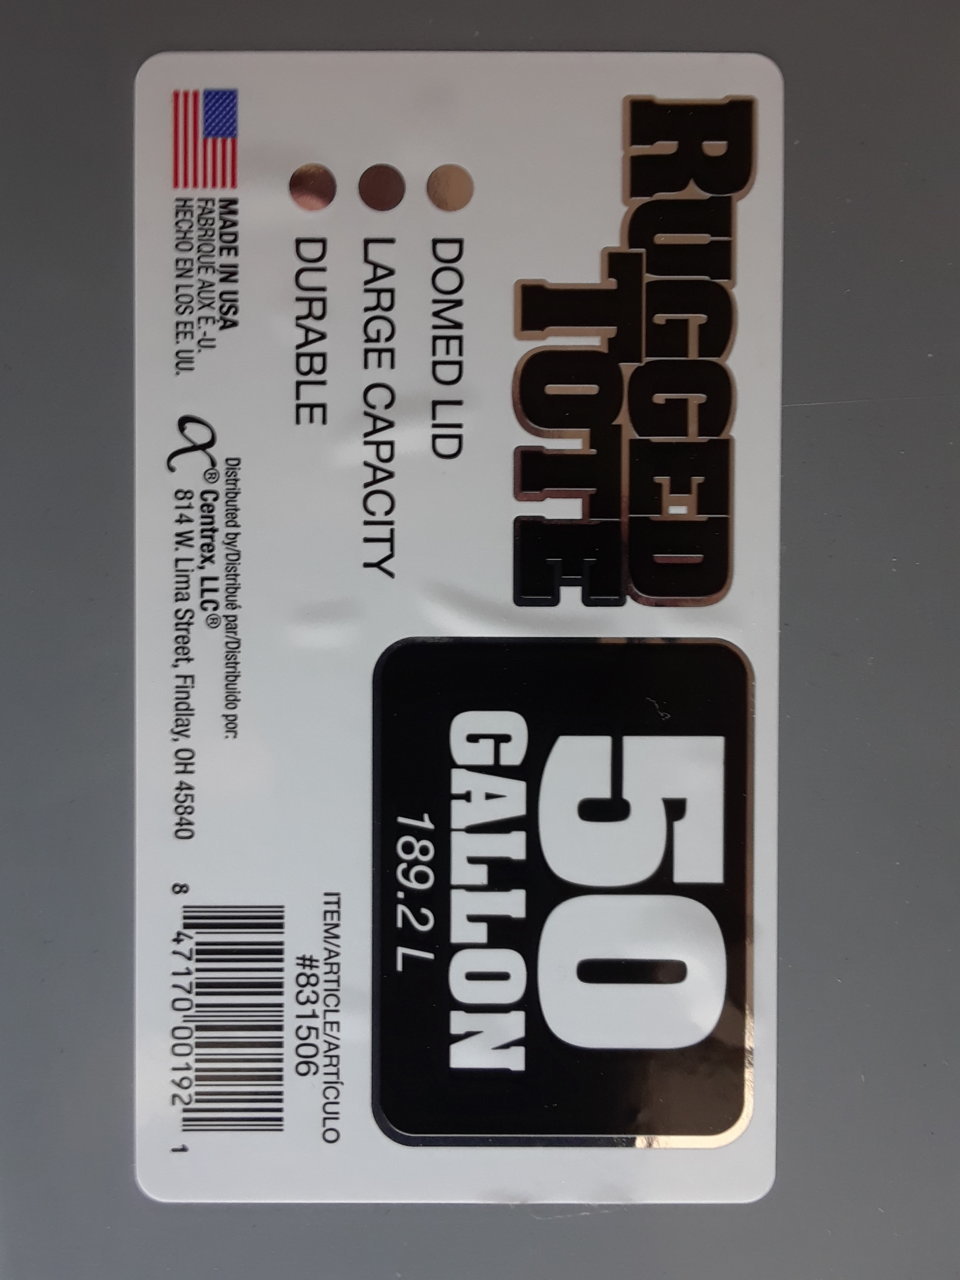 RUGGED
TOTE
50
GALLON
189.2 L
DOMED LID
LARGE CAPACITY
DURABLE
ITEM/ARTICLE/ARTÍCULO
#831506
MADE IN USA
FABRIQUÉ AUX É.-U.
HECHO EN LOS EE. UU.
Distributed by/Distribué par/Distribuido por:
® Centrex, LLC®
814 W. Lima Street, Findlay, OH 45840
8 47170 00192 1